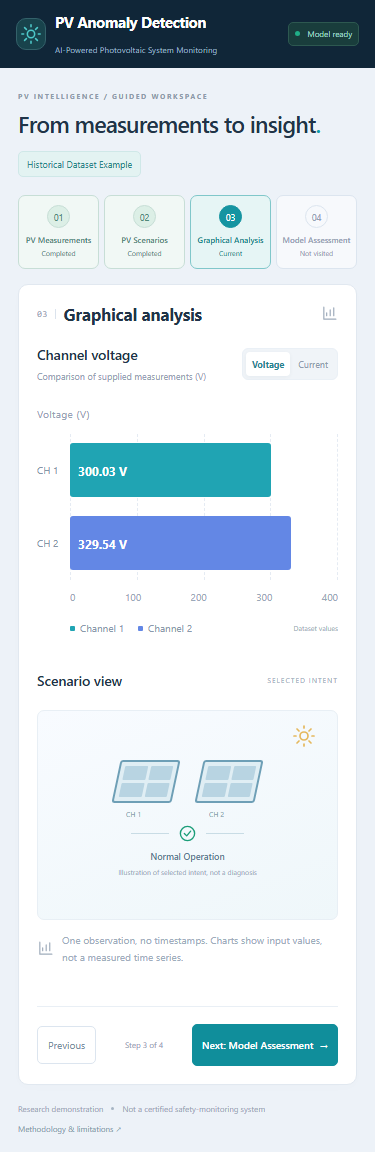 PV Anomaly Detection
AI-Powered Photovoltaic System Monitoring
Model ready
PV INTELLIGENCE / GUIDED WORKSPACE
From measurements to insight.
Historical Dataset Example
01
PV Measurements
Completed
02
PV Scenarios
Completed
03
Graphical Analysis
Current
04
Model Assessment
Not visited
03 Graphical analysis
Channel voltage
Comparison of supplied measurements (V)
Voltage Current
Voltage (V)
CH 1 300.03 V
CH 2 329.54 V
0 100 200 300 400
Channel 1 Channel 2 Dataset values
Scenario view SELECTED INTENT
CH 1 CH 2
Normal Operation
Illustration of selected intent, not a diagnosis
One observation, no timestamps. Charts show input values,
not a measured time series.
Previous Step 3 of 4 Next: Model Assessment →
Research demonstration • Not a certified safety-monitoring system
Methodology & limitations ↗